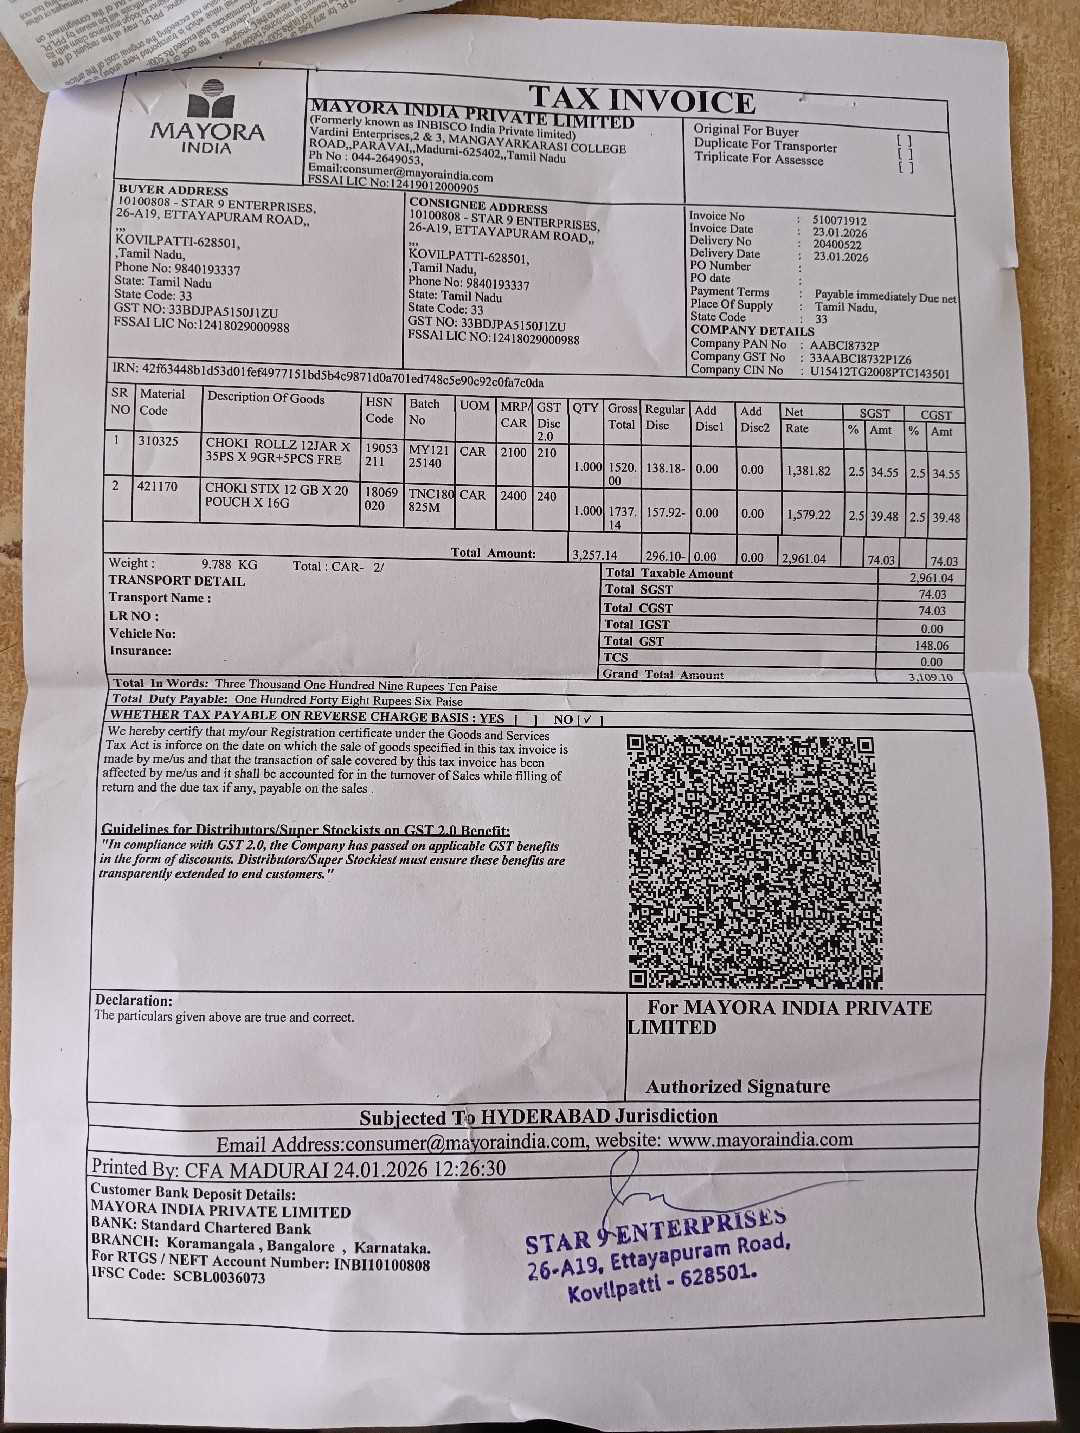 MAYORA
INDIA
TAX INVOICE
MAYORA INDIA PRIVATE LIMITED
(Formerly known as INBISCO India Private limited)
Vardini Enterprises,2 & 3, MANGAYARKARASI COLLEGE
ROAD,,PARAVAI,,Madurai-625402,,Tamil Nadu
Ph No : 044-2649053,
Email:consumer@mayoraindia.com
FSSAI LIC No:12419012000905
Original For Buyer [ ]
Duplicate For Transporter [ ]
Triplicate For Assessce [ ]
BUYER ADDRESS
10100808 - STAR 9 ENTERPRISES,
26-A19, ETTAYAPURAM ROAD,,
,,,
KOVILPATTI-628501,
,Tamil Nadu,
Phone No: 9840193337
State: Tamil Nadu
State Code: 33
GST NO: 33BDJPA5150J1ZU
FSSAI LIC No:12418029000988
CONSIGNEE ADDRESS
10100808 - STAR 9 ENTERPRISES,
26-A19, ETTAYAPURAM ROAD,,
,,,
KOVILPATTI-628501,
,Tamil Nadu,
Phone No: 9840193337
State: Tamil Nadu
State Code: 33
GST NO: 33BDJPA5150J1ZU
FSSAI LIC No:12418029000988
Invoice No : 510071912
Invoice Date : 23.01.2026
Delivery No : 20400522
Delivery Date : 23.01.2026
PO Number :
PO date :
Payment Terms : Payable immediately Due net
Place Of Supply : Tamil Nadu,
State Code : 33
COMPANY DETAILS
Company PAN No : AABCI8732P
Company GST No : 33AABCI8732P1Z6
Company CIN No : U15412TG2008PTC143501
IRN: 42f63448b1d53d01fef4977151bd5b4c9871d0a701ed748c5e90c92c0fa7c0da
SR NO Material Code Description Of Goods HSN Code Batch No UOM MRP/ CAR GST Disc 2.0 QTY Gross Total Regular Disc Add Disc1 Add Disc2 Net Rate SGST % Amt CGST % Amt
1 310325 CHOKI ROLLZ 12JAR X 35PS X 9GR+5PCS FRE 19053 211 MY121 25140 CAR 2100 210 1.000 1520. 00 138.18- 0.00 0.00 1,381.82 2.5 34.55 2.5 34.55
2 421170 CHOKI STIX 12 GB X 20 POUCH X 16G 18069 020 TNC180 825M CAR 2400 240 1.000 1737. 14 157.92- 0.00 0.00 1,579.22 2.5 39.48 2.5 39.48
Total Amount: 3,257.14 296.10- 0.00 0.00 2,961.04 74.03 74.03
Weight : 9.788 KG Total : CAR- 2/
TRANSPORT DETAIL
Transport Name :
LR NO :
Vehicle No:
Insurance:
Total Taxable Amount 2,961.04
Total SGST 74.03
Total CGST 74.03
Total IGST 0.00
Total GST 148.06
TCS 0.00
Grand Total Amount 3,109.10
Total In Words: Three Thousand One Hundred Nine Rupees Ten Paise
Total Duty Payable: One Hundred Forty Eight Rupees Six Paise
WHETHER TAX PAYABLE ON REVERSE CHARGE BASIS : YES [ ] NO [✓ ]
We hereby certify that my/our Registration certificate under the Goods and Services
Tax Act is inforce on the date on which the sale of goods specified in this tax invoice is
made by me/us and that the transaction of sale covered by this tax invoice has been
affected by me/us and it shall be accounted for in the turnover of Sales while filling of
return and the due tax if any, payable on the sales .
Guidelines for Distributors/Super Stockists on GST 2.0 Benefit:
"In compliance with GST 2.0, the Company has passed on applicable GST benefits
in the form of discounts. Distributors/Super Stockiest must ensure these benefits are
transparently extended to end customers."
Declaration:
The particulars given above are true and correct.
For MAYORA INDIA PRIVATE
LIMITED
Authorized Signature
Subjected To HYDERABAD Jurisdiction
Email Address:consumer@mayoraindia.com, website: www.mayoraindia.com
Printed By: CFA MADURAI 24.01.2026 12:26:30
Customer Bank Deposit Details:
MAYORA INDIA PRIVATE LIMITED
BANK: Standard Chartered Bank
BRANCH: Koramangala , Bangalore , Karnataka.
For RTGS / NEFT Account Number: INBI10100808
IFSC Code: SCBL0036073
STAR 9 ENTERPRISES
26-A19, Ettayapuram Road,
Kovilpatti - 628501.